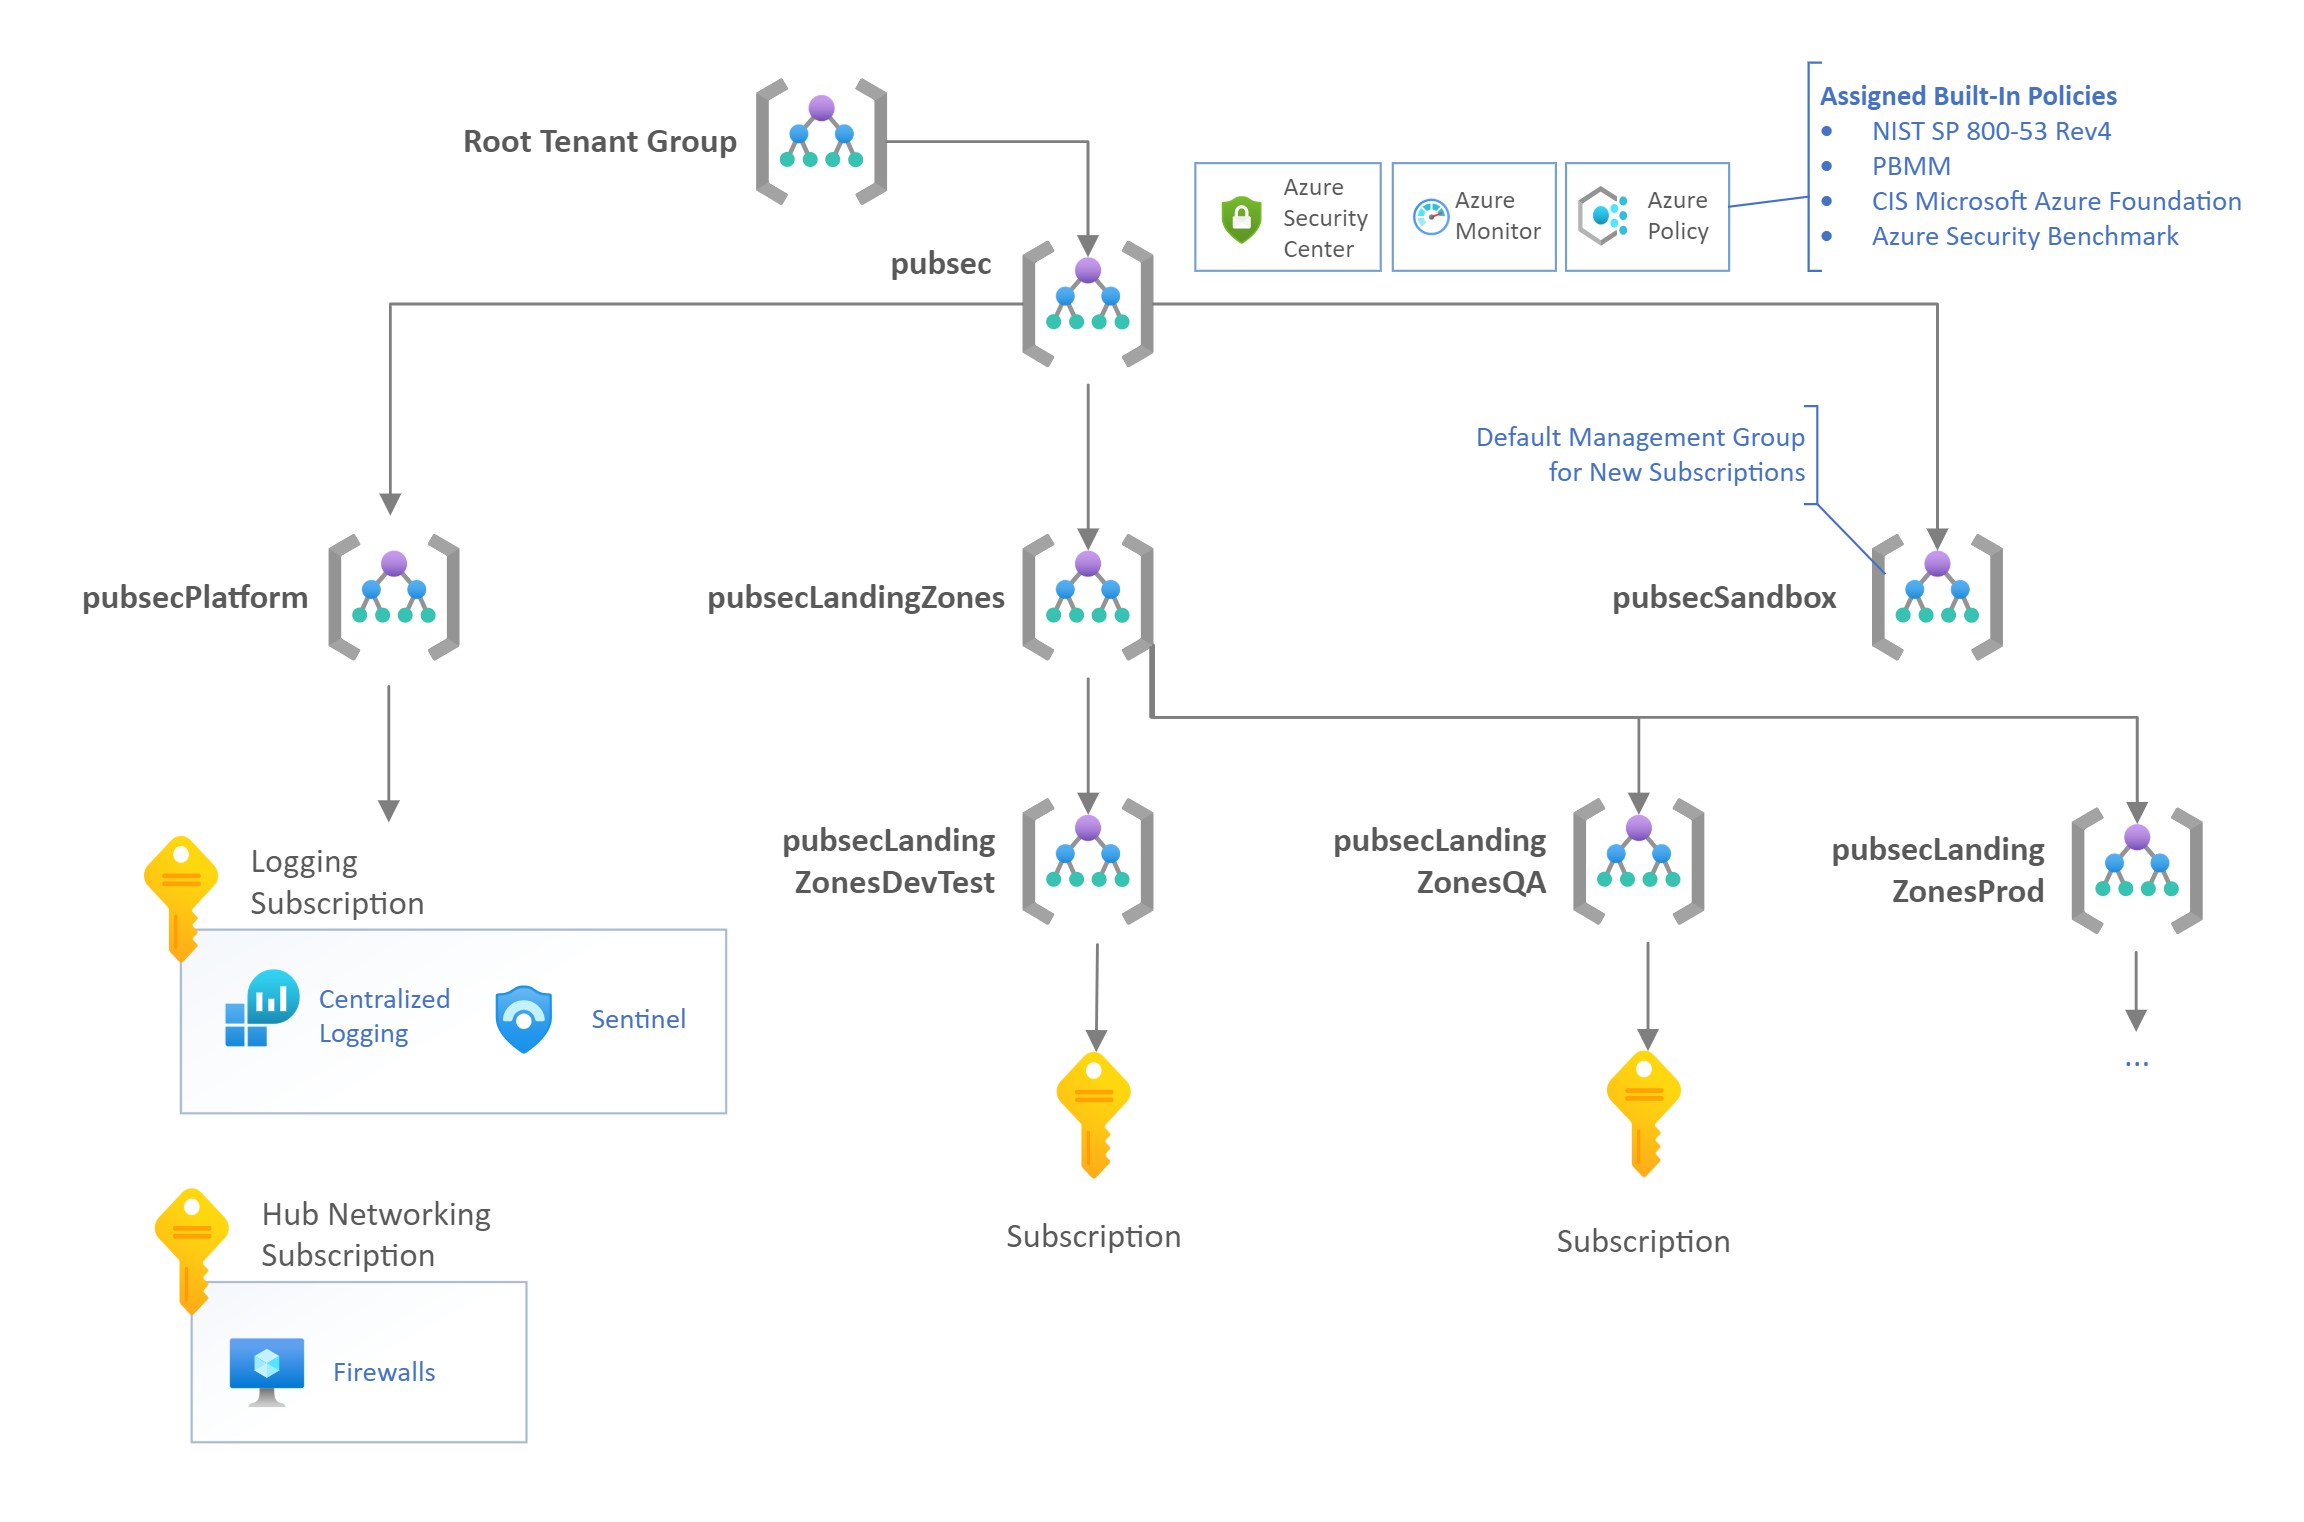 Root Tenant Group
Assigned Built-In Policies
• NIST SP 800-53 Rev4
• PBMM
• CIS Microsoft Azure Foundation
• Azure Security Benchmark
Azure
Security
Center
Azure
Monitor
Azure
Policy
pubsec
Default Management Group
for New Subscriptions
pubsecPlatform
pubsecLandingZones
pubsecSandbox
pubsecLanding
ZonesDevTest
pubsecLanding
ZonesQA
pubsecLanding
ZonesProd
Logging
Subscription
Centralized
Logging
Sentinel
...
Hub Networking
Subscription
Firewalls
Subscription
Subscription